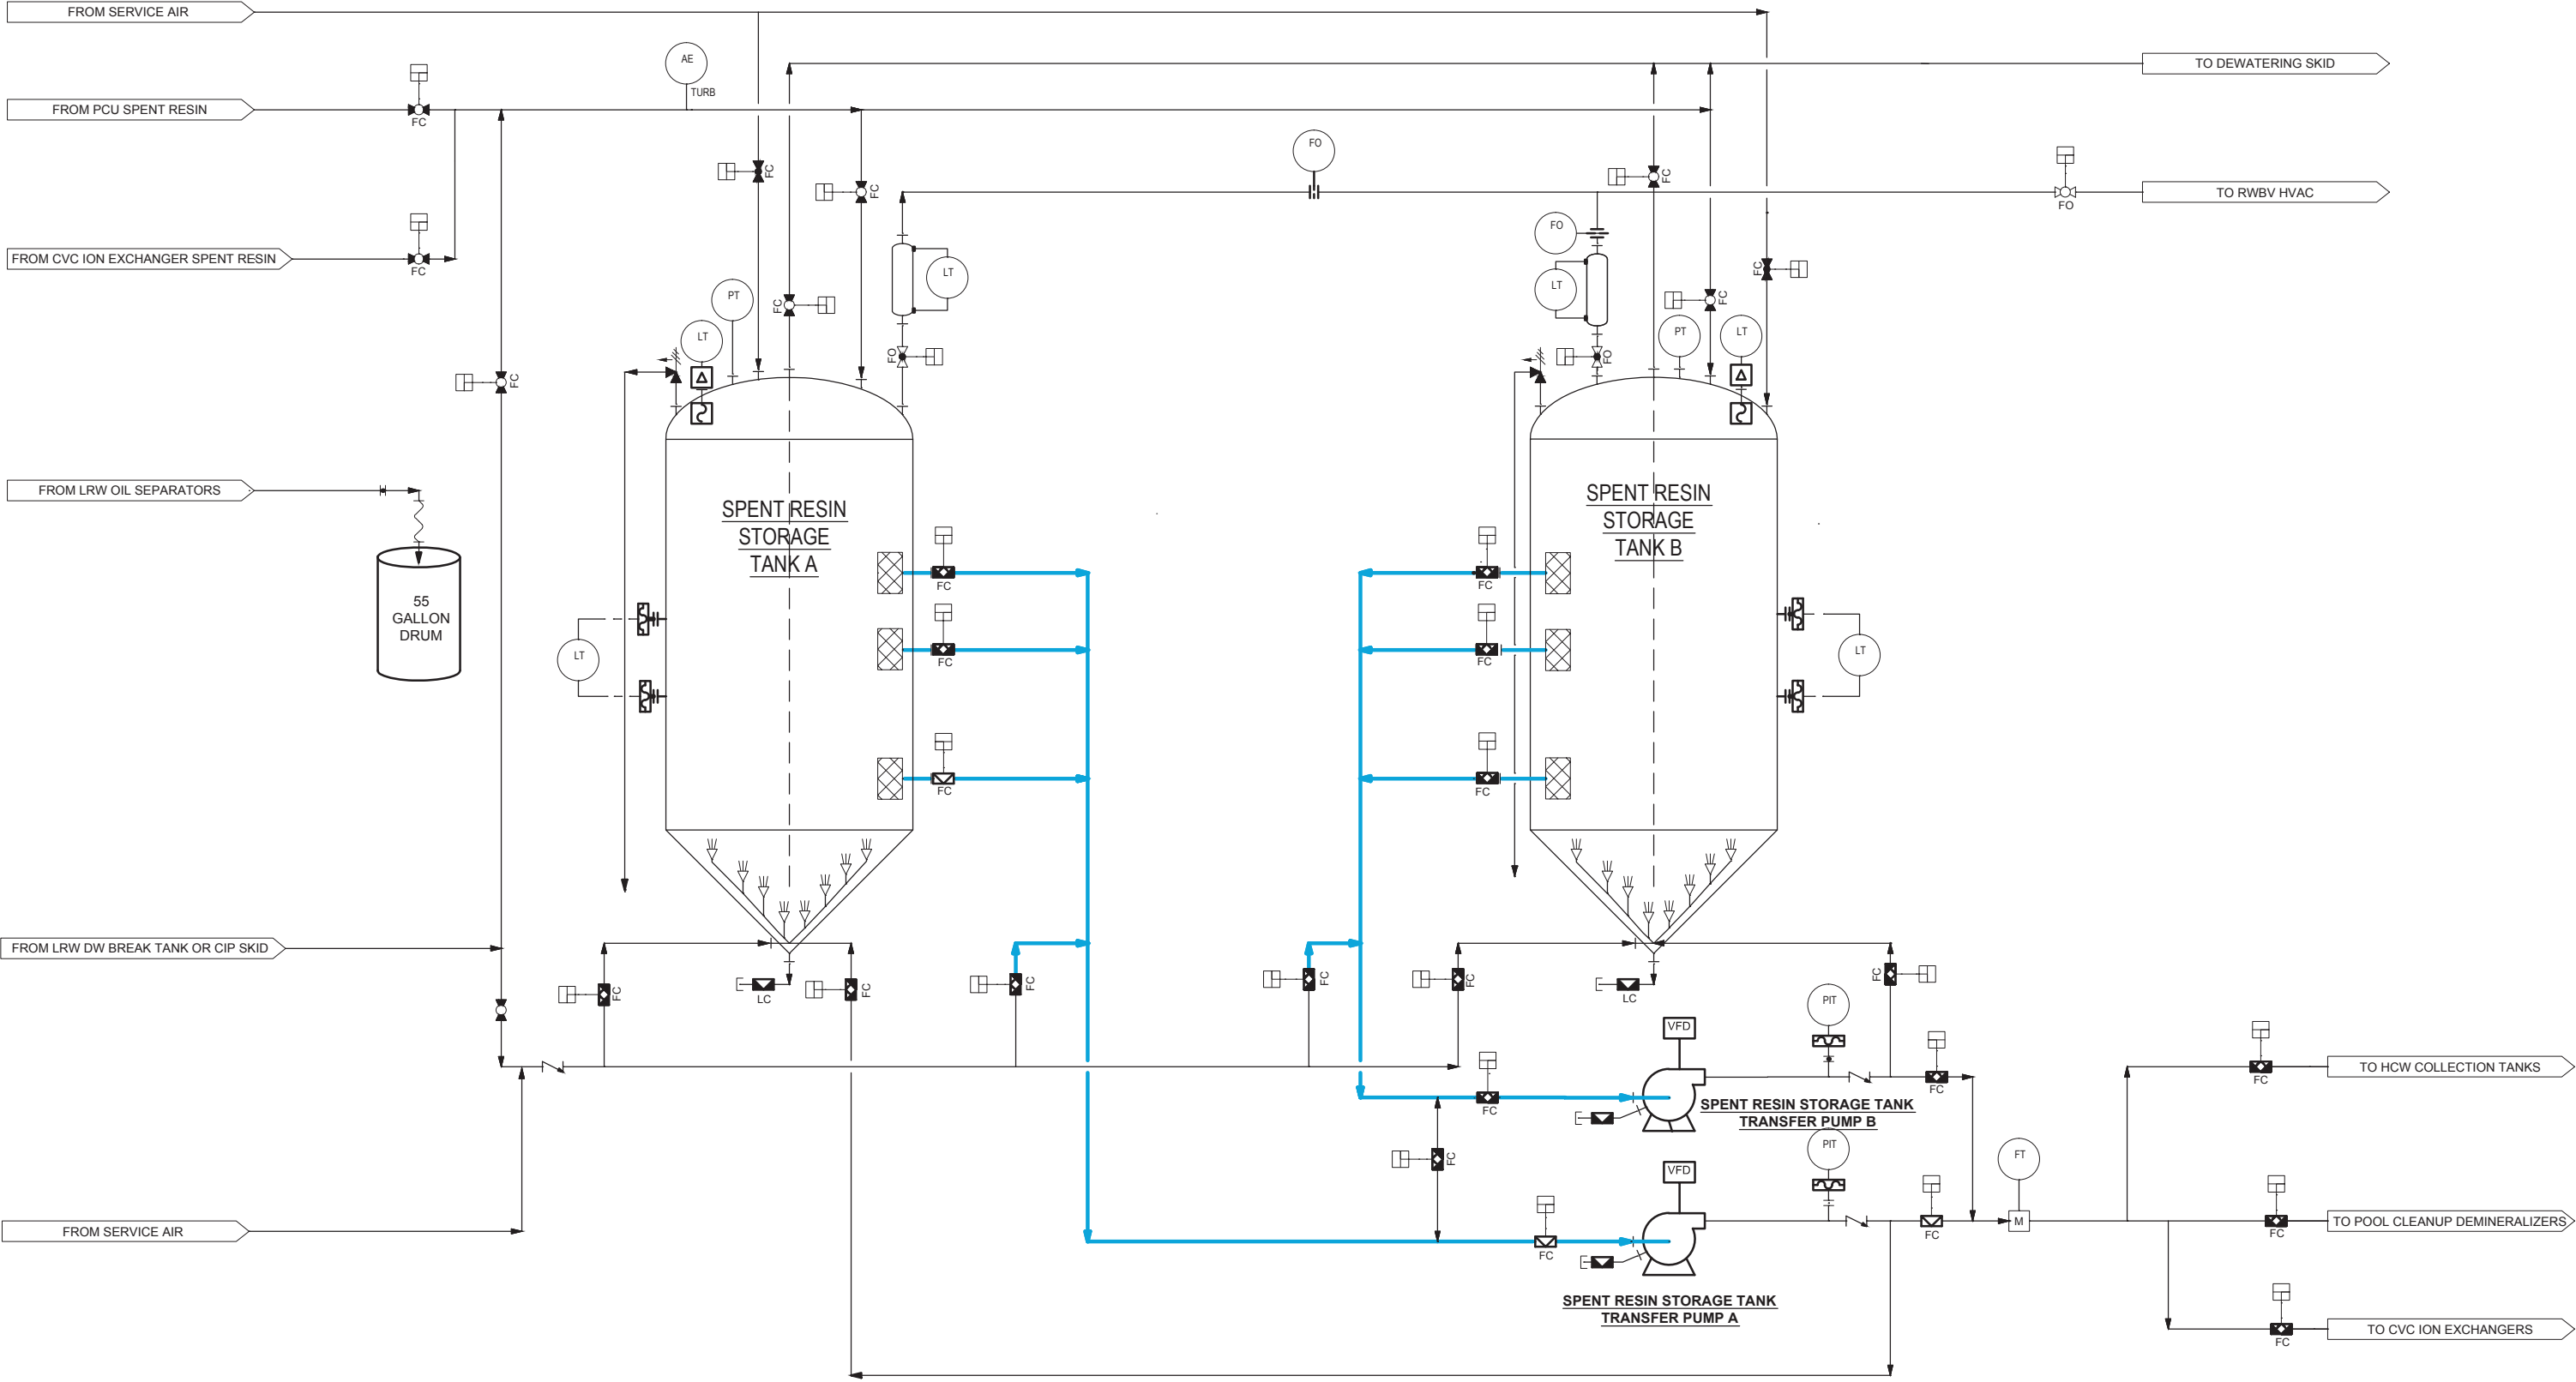 FROM SERVICE AIR
AE
TO DEWATERING SKID
TURB
FROM PCU SPENT RESIN
FC
FO
FC
FC
FC
TO RWBV HVAC
FO
FROM CVC ION EXCHANGER SPENT RESIN
FC
FO
LT
LT
FC
PT
FC
FC
LT
PT
LT
FO
FO
FC
FROM LRW OIL SEPARATORS
SPENT RESIN
STORAGE
TANK A
SPENT RESIN
STORAGE
TANK B
FC
FC
55
GALLON
DRUM
FC
FC
LT
LT
FC
FC
FROM LRW DW BREAK TANK OR CIP SKID
FC
LC
FC
FC
FC
FC
LC
FC
PIT
VFD
TO HCW COLLECTION TANKS
FC
FC
FC
SPENT RESIN STORAGE TANK
TRANSFER PUMP B
PIT
FC
VFD
FT
FROM SERVICE AIR
M
TO POOL CLEANUP DEMINERALIZERS
FC
FC
FC
SPENT RESIN STORAGE TANK
TRANSFER PUMP A
TO CVC ION EXCHANGERS
FC